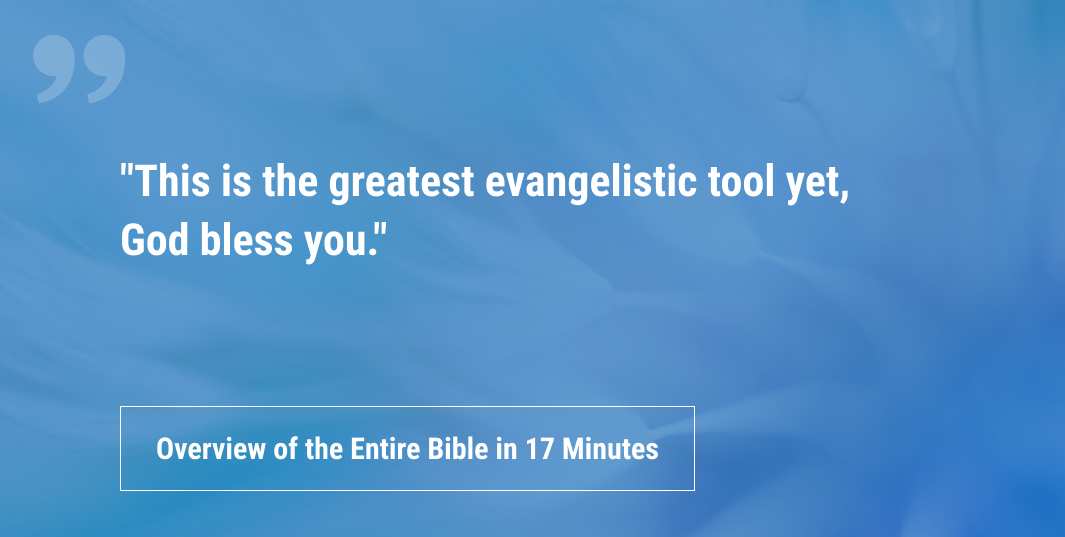 "This is the greatest evangelistic tool yet,
God bless you."
Overview of the Entire Bible in 17 Minutes